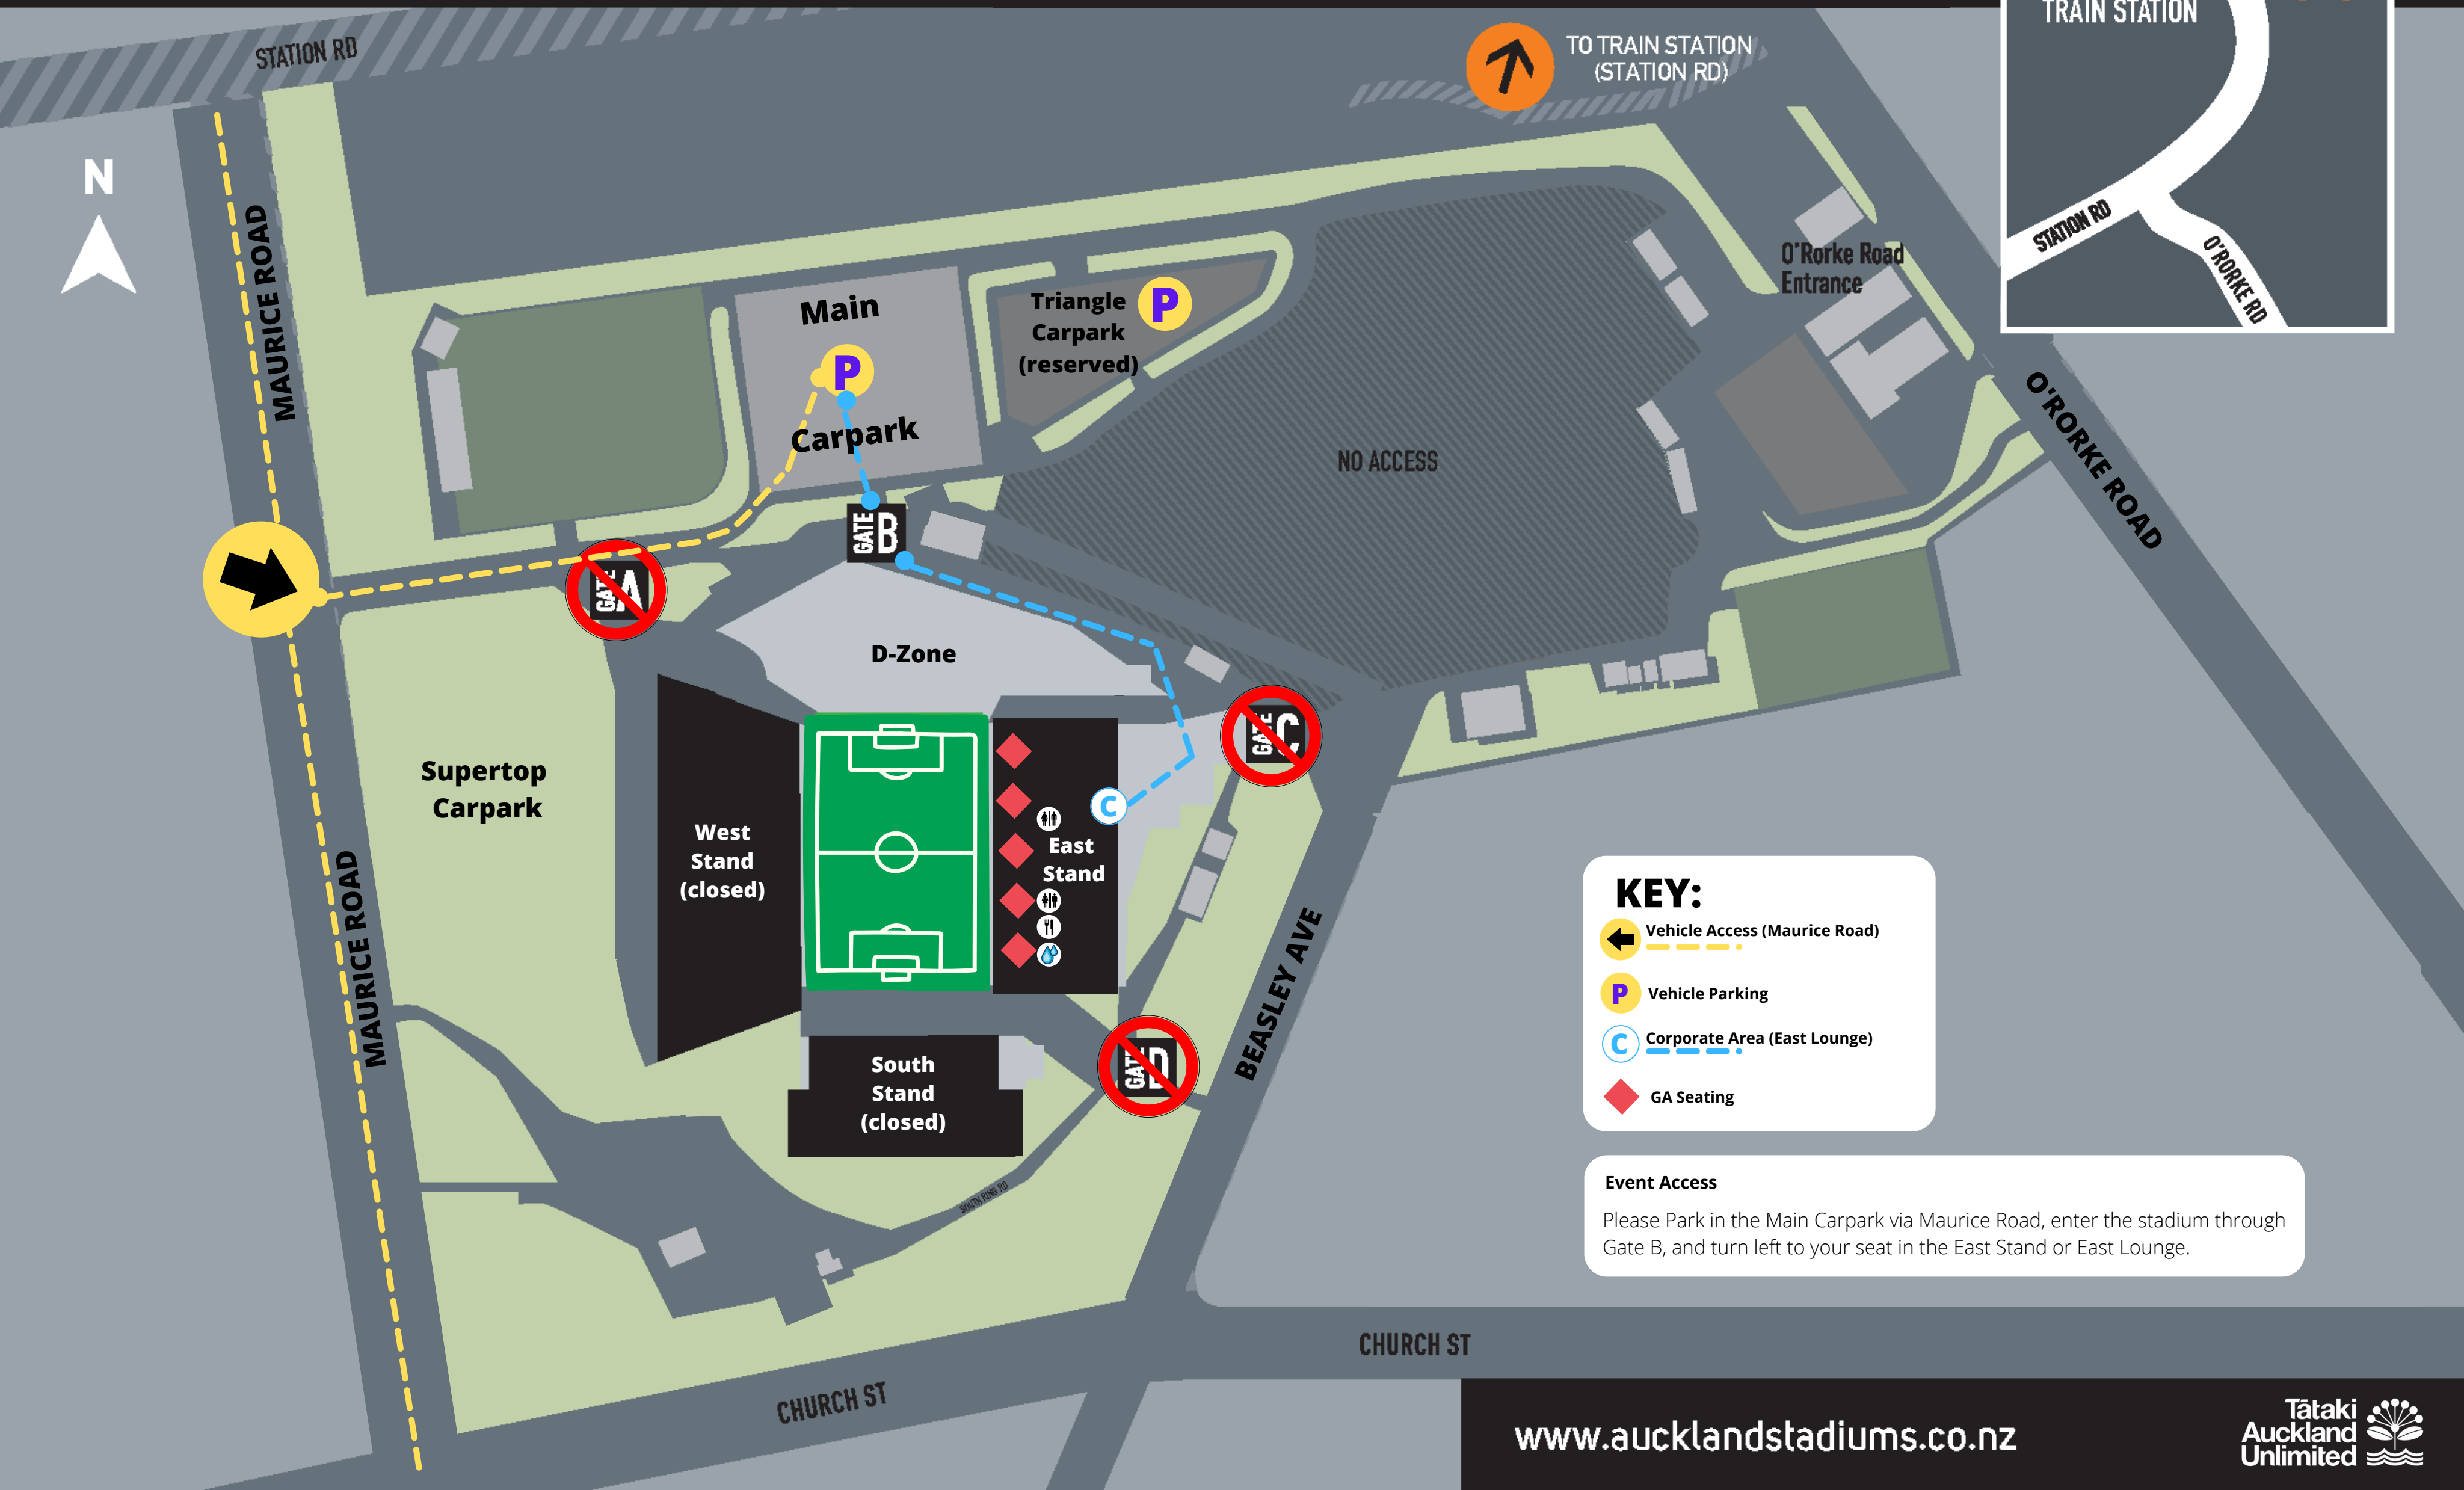 TRAIN STATION
STATION RD
O'RORKE RD
STATION RD
TO TRAIN STATION
(STATION RD)
N
MAURICE ROAD
Main
P
Carpark
Triangle
Carpark
(reserved)
P
O'Rorke Road
Entrance
O'RORKE ROAD
NO ACCESS
GATE B
GATE A
D-Zone
GATE C
Supertop
Carpark
West
Stand
(closed)
C
East
Stand
MAURICE ROAD
BEASLEY AVE
GATE D
South
Stand
(closed)
SOUTH RING RD
KEY:
Vehicle Access (Maurice Road)
P Vehicle Parking
C Corporate Area (East Lounge)
GA Seating
Event Access
Please Park in the Main Carpark via Maurice Road, enter the stadium through
Gate B, and turn left to your seat in the East Stand or East Lounge.
CHURCH ST
CHURCH ST
www.aucklandstadiums.co.nz
Tātaki
Auckland
Unlimited